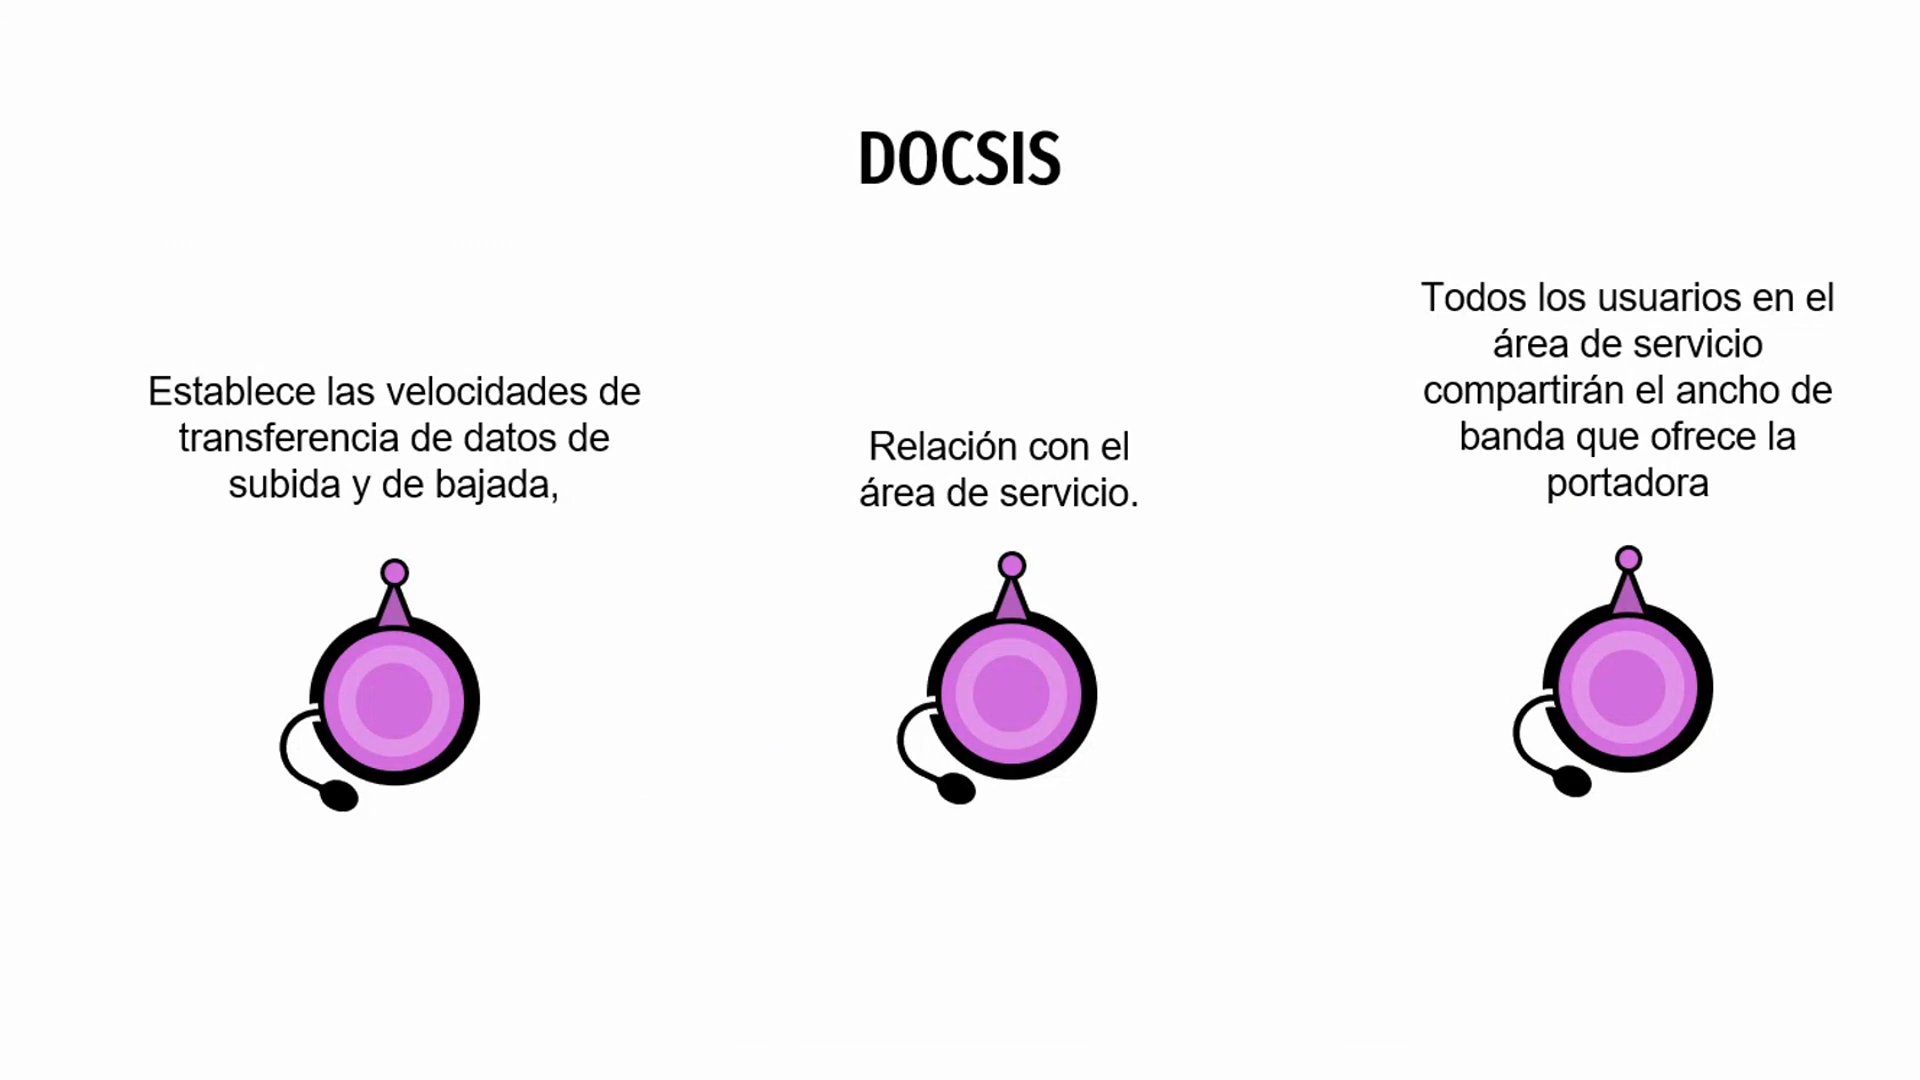 DOCSIS
Establece las velocidades de
transferencia de datos de
subida y de bajada,
Relación con el
área de servicio.
Todos los usuarios en el
área de servicio
compartirán el ancho de
banda que ofrece la
portadora